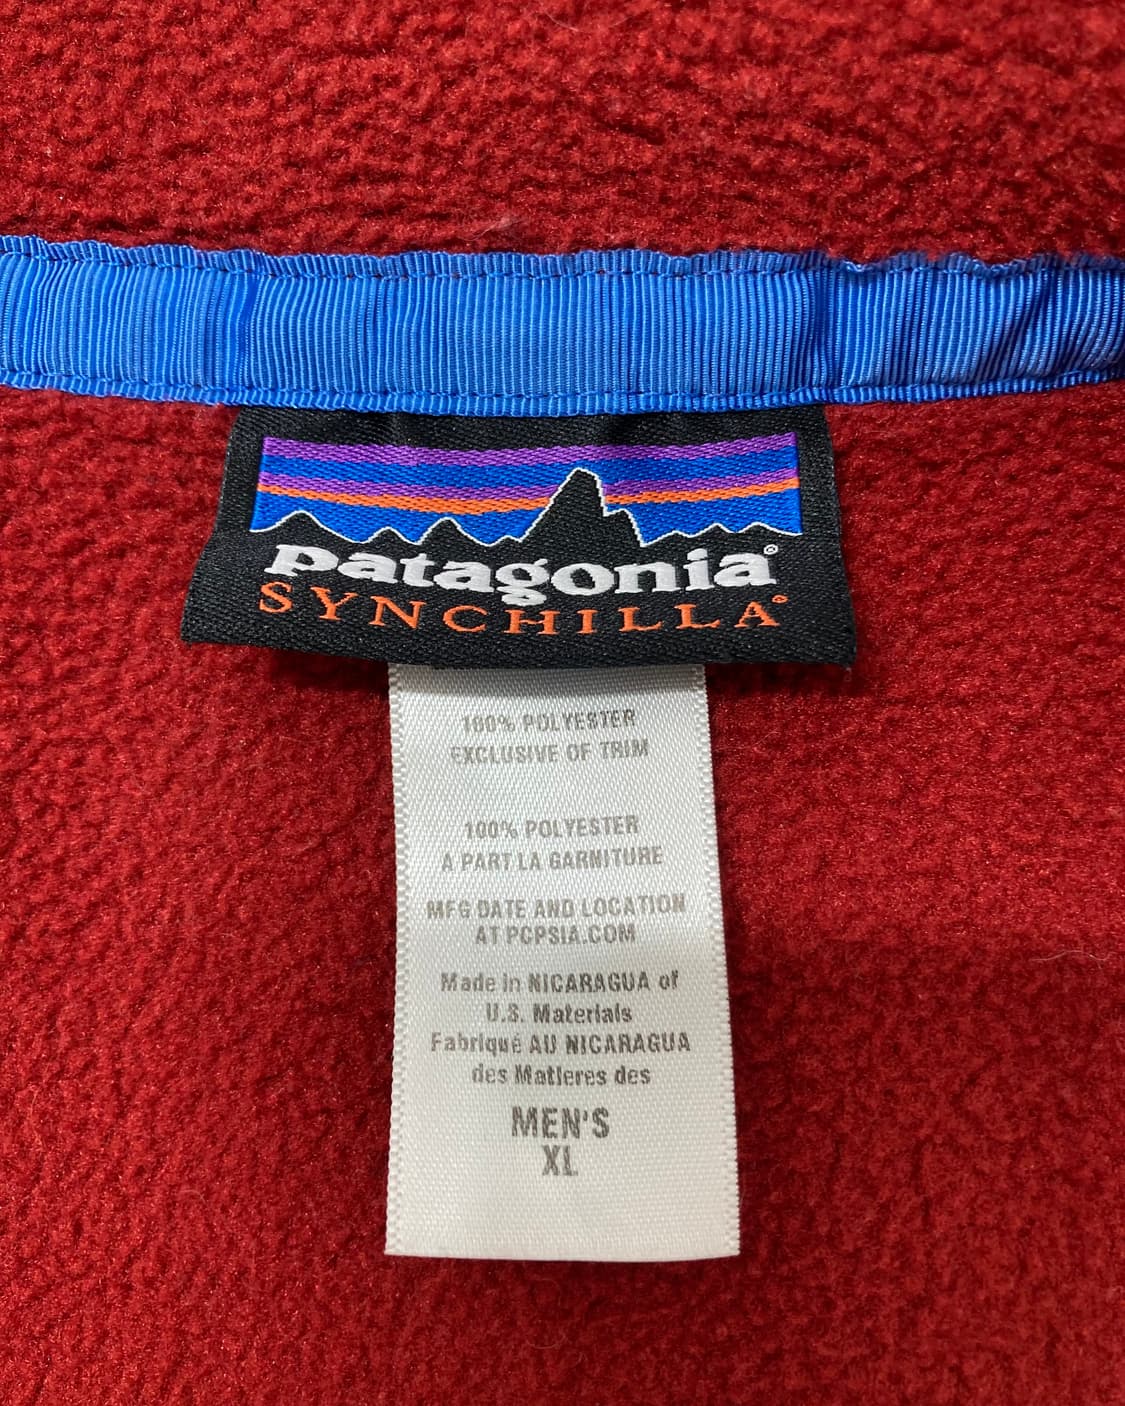 patagonia®
SYNCHILLA®
100% POLYESTER
EXCLUSIVE OF TRIM
100% POLYESTER
A PART LA GARNITURE
MFG DATE AND LOCATION
AT PCPSIA.COM
Made in NICARAGUA of
U.S. Materials
Fabriqué AU NICARAGUA
des Matieres des
MEN'S
XL